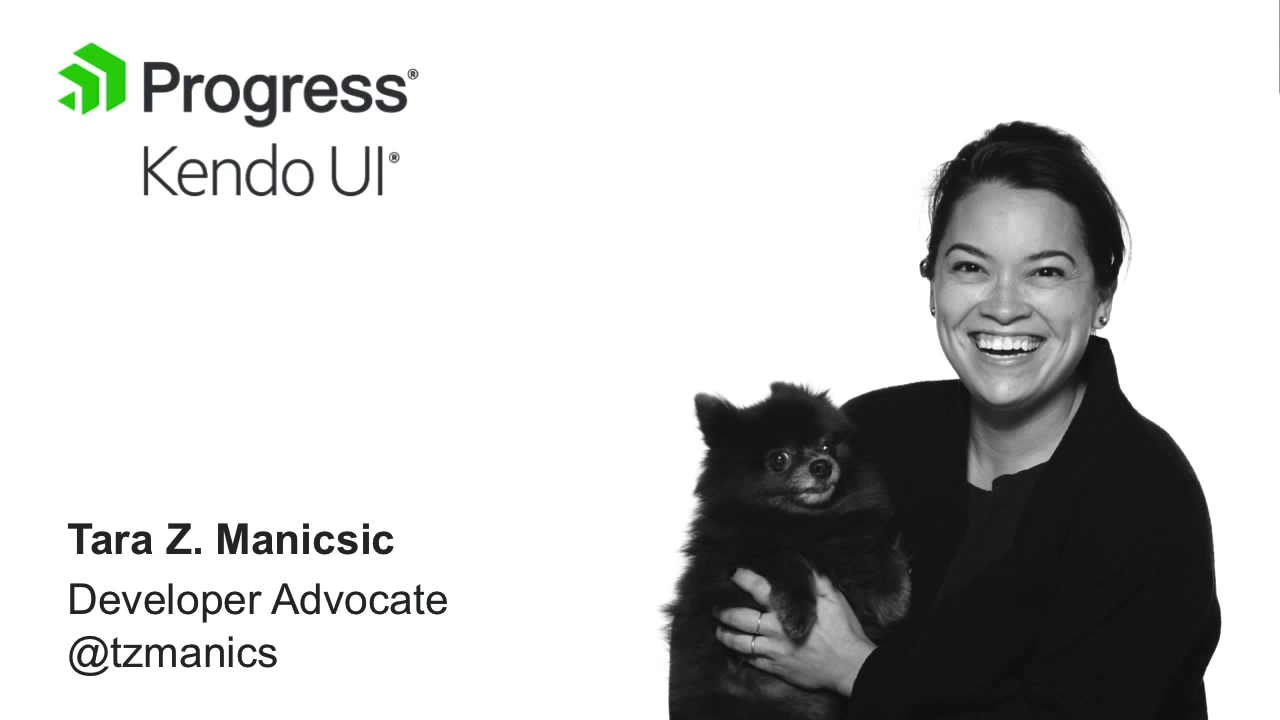 Progress®
Kendo UI®
Tara Z. Manicsic
Developer Advocate
@tzmanics